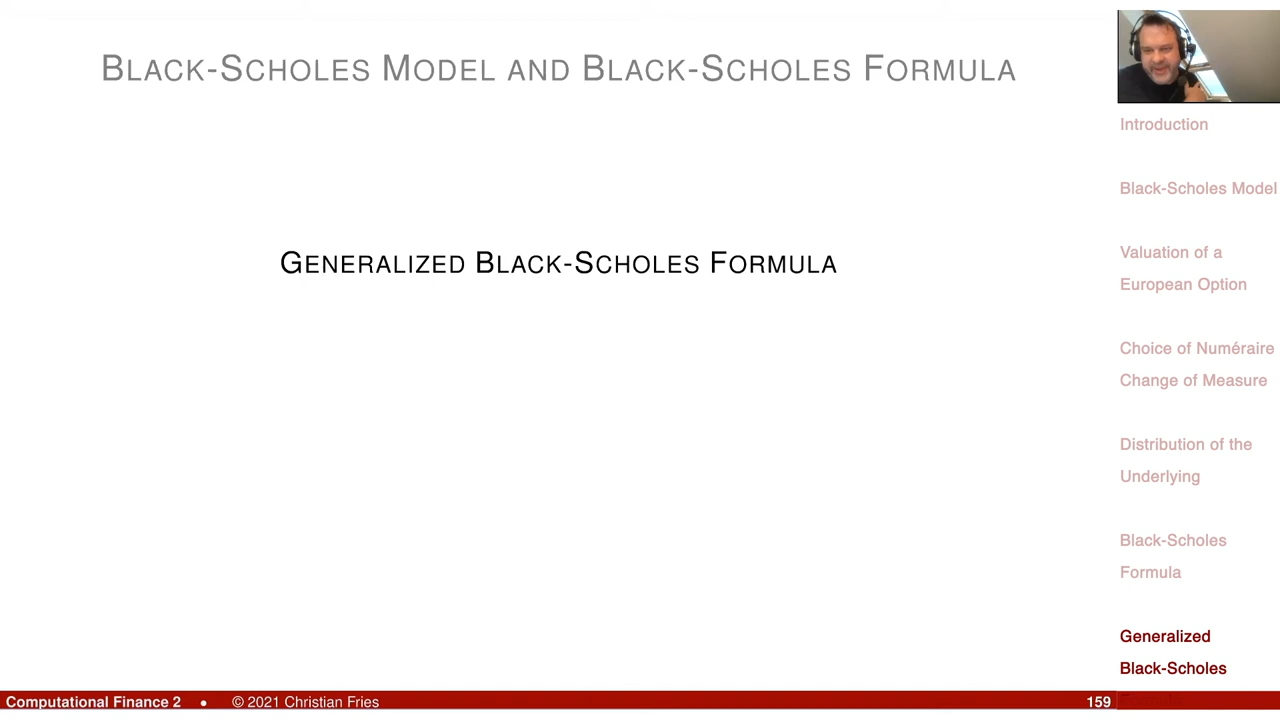 BLACK-SCHOLES MODEL AND BLACK-SCHOLES FORMULA
GENERALIZED BLACK-SCHOLES FORMULA
Introduction
Black-Scholes Model
Valuation of a
European Option
Choice of Numéraire
Change of Measure
Distribution of the
Underlying
Black-Scholes
Formula
Generalized
Black-Scholes
Computational Finance 2 • © 2021 Christian Fries 159